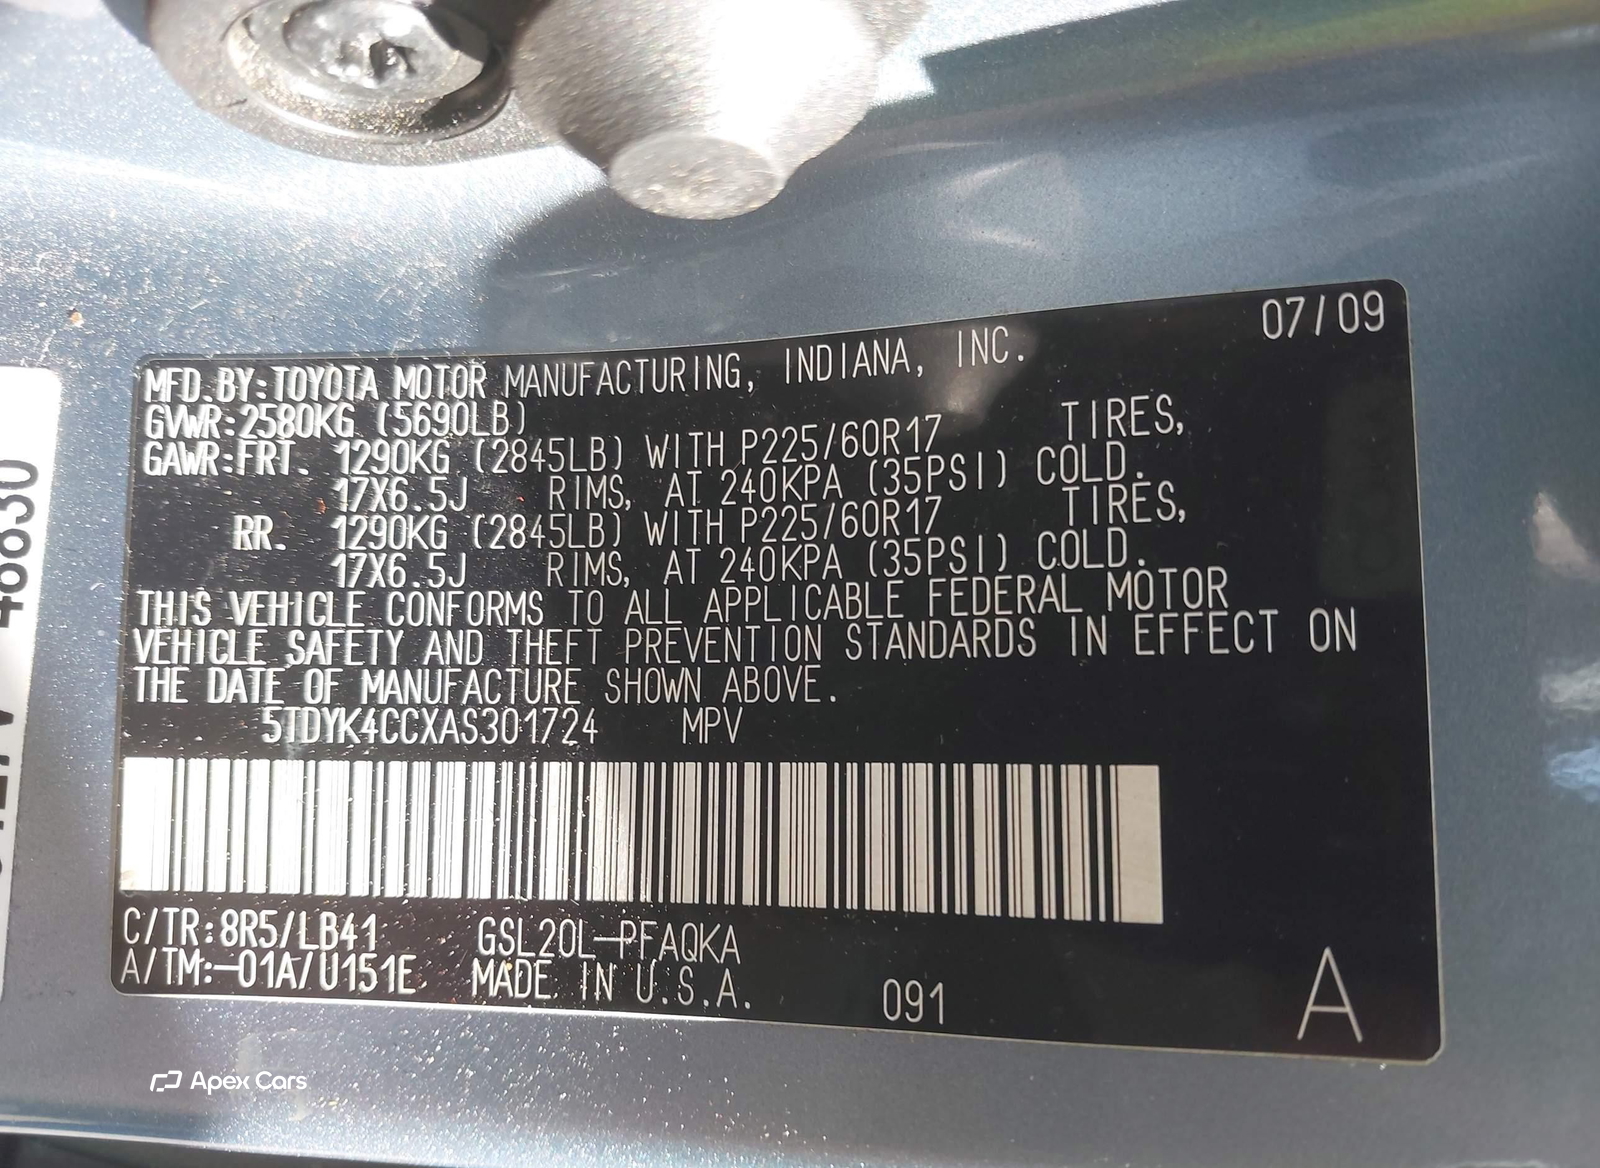 07/09
MFD.BY:TOYOTA MOTOR MANUFACTURING, INDIANA, INC.
GVWR:2580KG (5690LB)
GAWR:FRT. 1290KG (2845LB) WITH P225/60R17 TIRES,
17X6.5J RIMS, AT 240KPA (35PSI) COLD.
RR. 1290KG (2845LB) WITH P225/60R17 TIRES,
17X6.5J RIMS, AT 240KPA (35PSI) COLD.
THIS VEHICLE CONFORMS TO ALL APPLICABLE FEDERAL MOTOR
VEHICLE SAFETY AND THEFT PREVENTION STANDARDS IN EFFECT ON
THE DATE OF MANUFACTURE SHOWN ABOVE.
5TDYK4CCXAS301724 MPV
C/TR:8R5/LB41 GSL20L-PFAQKA
A/TM:-01A/U151E MADE IN U.S.A. 091 A
48830
Apex Cars